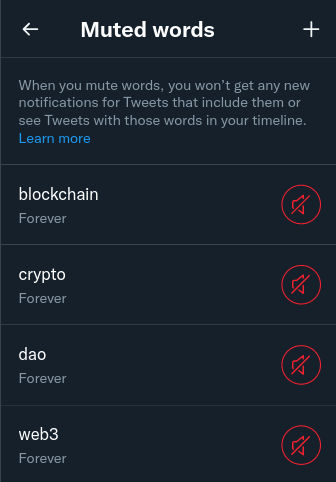 Muted words
When you mute words, you won't get any new
notifications for Tweets that include them or
see Tweets with those words in your timeline.
Learn more
blockchain
Forever
crypto
Forever
dao
Forever
web3
Forever